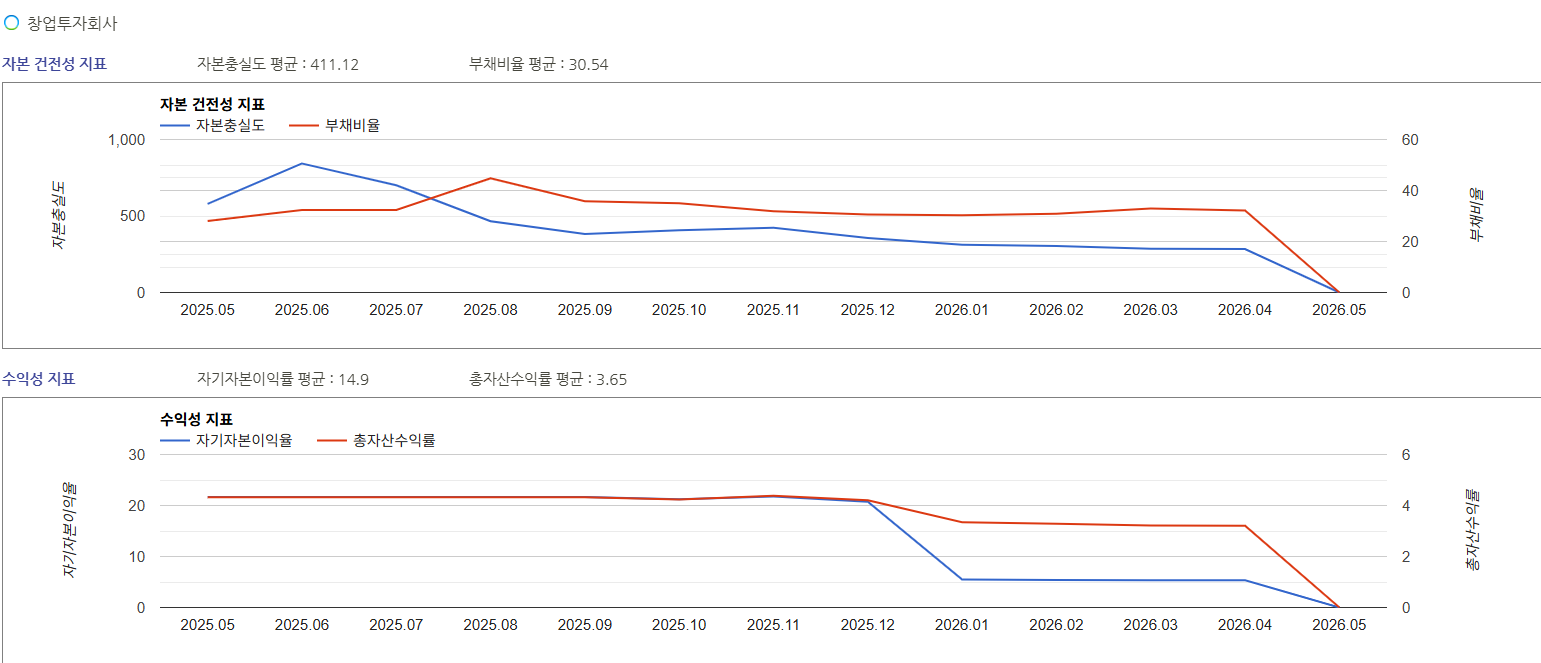 창업투자회사
자본 건전성 지표 자본충실도 평균 : 411.12 부채비율 평균 : 30.54
자본 건전성 지표
자본충실도 부채비율
1,000 60
40
500
20
0 0
자본충실도
부채비율
2025.05 2025.06 2025.07 2025.08 2025.09 2025.10 2025.11 2025.12 2026.01 2026.02 2026.03 2026.04 2026.05
수익성 지표 자기자본이익률 평균 : 14.9 총자산수익률 평균 : 3.65
수익성 지표
자기자본이익율 총자산수익률
30 6
20 4
10 2
0 0
자기자본이익율
총자산수익률
2025.05 2025.06 2025.07 2025.08 2025.09 2025.10 2025.11 2025.12 2026.01 2026.02 2026.03 2026.04 2026.05